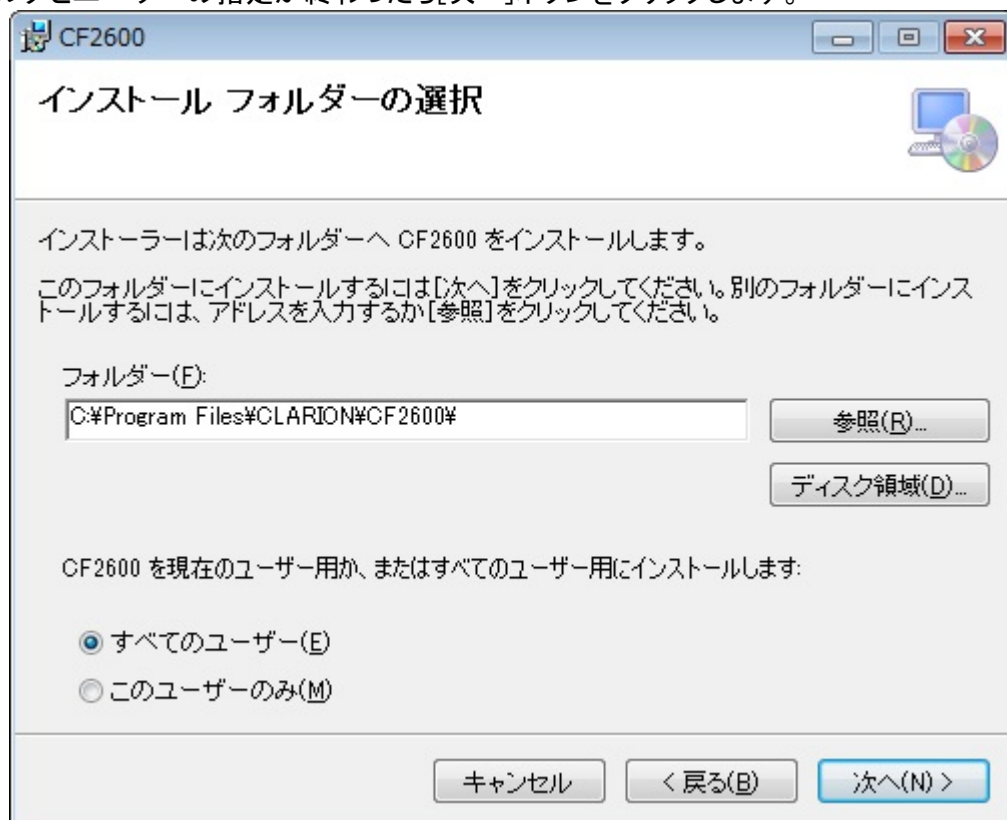 CF2600
インストール フォルダーの選択
インストーラーは次のフォルダーへ CF2600 をインストールします。
このフォルダーにインストールするには[次へ]をクリックしてください。別のフォルダーにインス
トールするには、アドレスを入力するか[参照]をクリックしてください。
フォルダー(F):
C:¥Program Files¥CLARION¥CF2600¥
参照(R)...
ディスク領域(D)...
CF2600 を現在のユーザー用か、またはすべてのユーザー用にインストールします:
すべてのユーザー(E)
このユーザーのみ(M)
キャンセル
< 戻る(B)
次へ(N) >